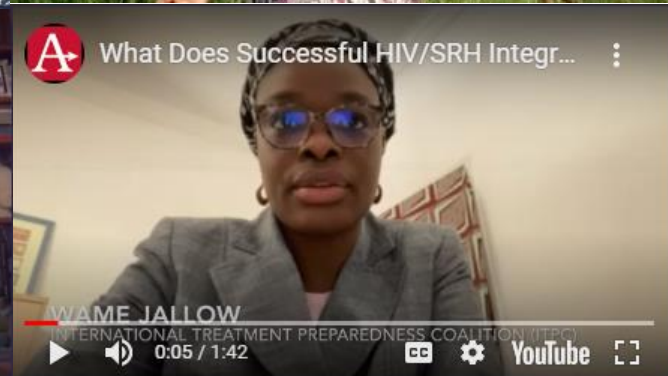 A
What Does Successful HIV/SRH Integr...
WAME JALLOW
INTERNATIONAL TREATMENT PREPAREDNESS COALITION (ITPC)
0:05 / 1:42
CC
YouTube